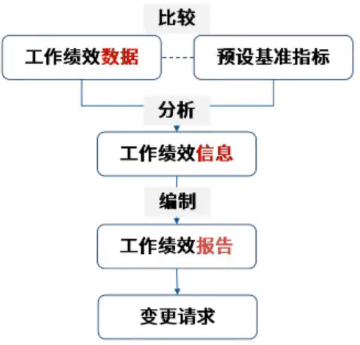 比较
工作绩效数据
预设基准指标
分析
工作绩效信息
编制
工作绩效报告
变更请求